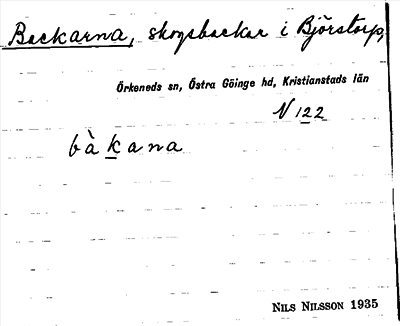 Backarna, skogsbackar i Björstorp,
Örkeneds sn, Östra Göinge hd, Kristianstads län
N 122
bàkana
NILS NILSSON 1935